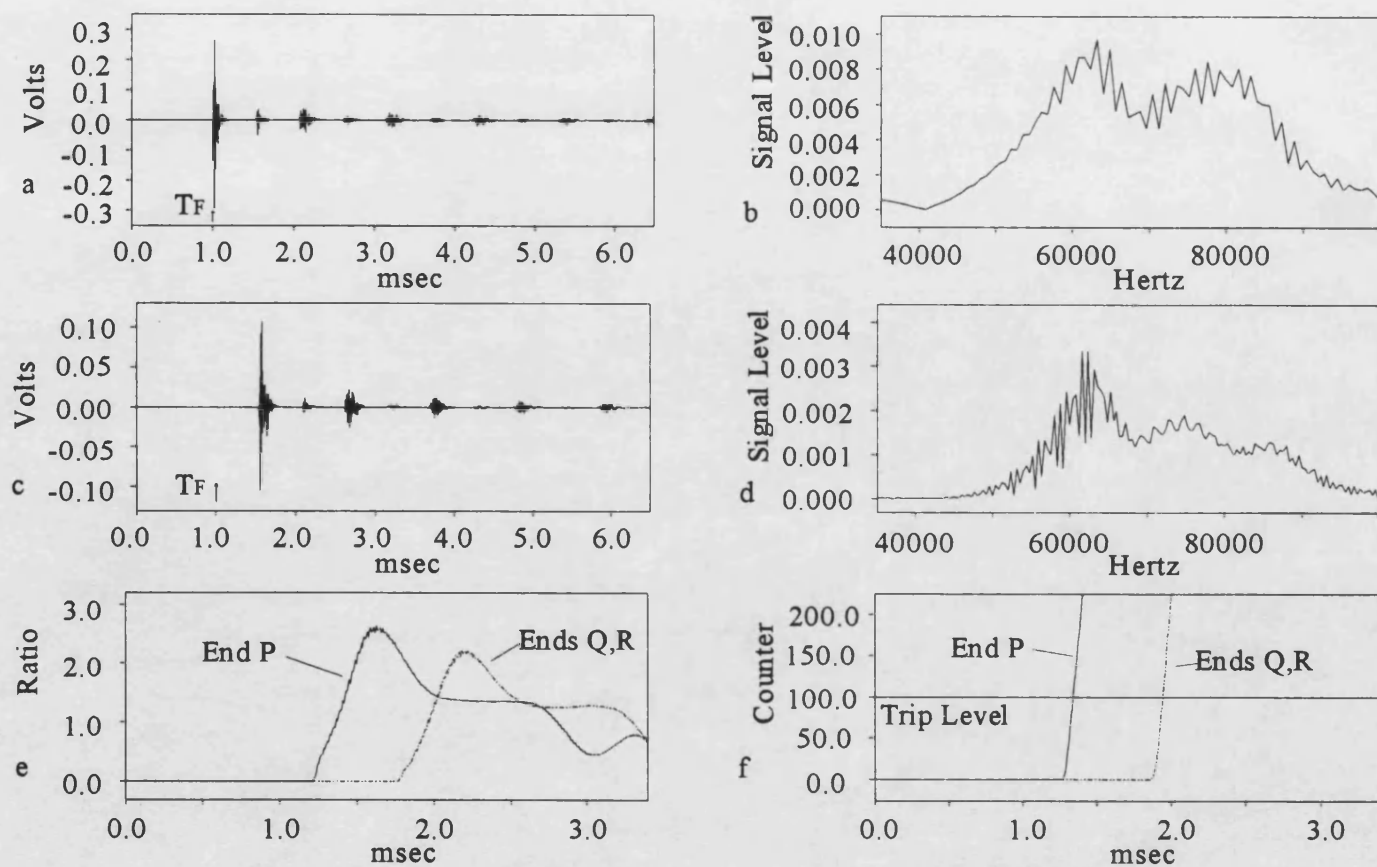 0.3
0.2
0.1
0.0
-0.1
-0.2
-0.3
Volts
a
TF
0.0 1.0 2.0 3.0 4.0 5.0 6.0
msec
0.010
0.008
0.006
0.004
0.002
0.000
Signal Level
b
40000 60000 80000
Hertz
0.10
0.05
0.00
-0.05
-0.10
Volts
c
TF
0.0 1.0 2.0 3.0 4.0 5.0 6.0
msec
0.004
0.003
0.002
0.001
0.000
Signal Level
d
40000 60000 80000
Hertz
3.0
2.0
1.0
0.0
Ratio
End P
Ends Q,R
e
0.0 1.0 2.0 3.0
msec
200.0
150.0
100.0
50.0
0.0
Counter
End P
Ends Q,R
Trip Level
f
0.0 1.0 2.0 3.0
msec